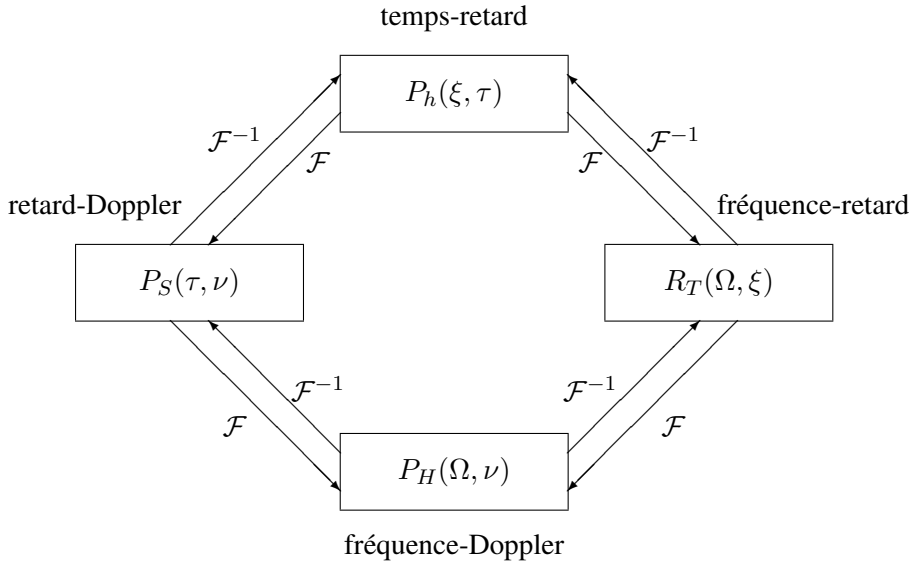 temps-retard
P_h(ξ, τ)
ℱ⁻¹ ℱ ℱ ℱ⁻¹
retard-Doppler fréquence-retard
P_S(τ, ν) R_T(Ω, ξ)
ℱ⁻¹ ℱ⁻¹
ℱ ℱ
P_H(Ω, ν)
fréquence-Doppler